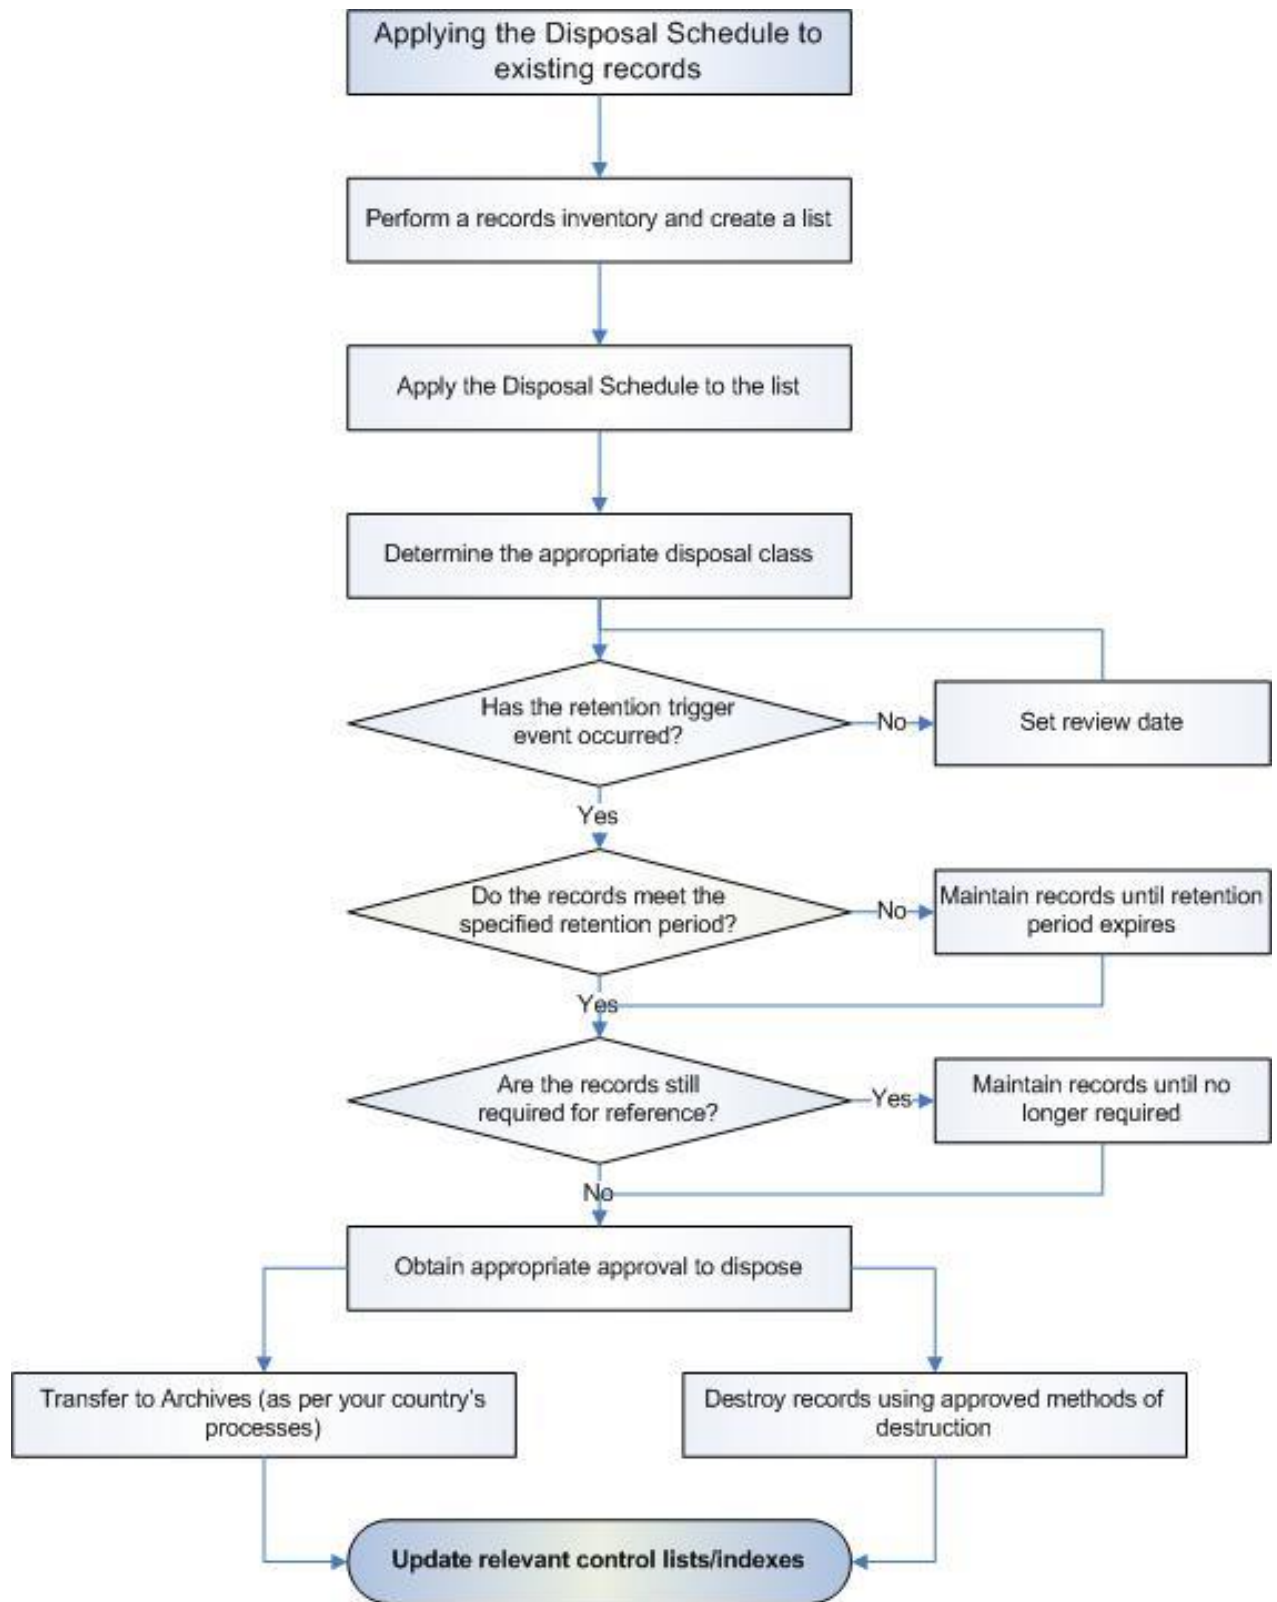 Applying the Disposal Schedule to
existing records
Perform a records inventory and create a list
Apply the Disposal Schedule to the list
Determine the appropriate disposal class
Has the retention trigger
event occurred?
No
Set review date
Yes
Do the records meet the
specified retention period?
No
Maintain records until retention
period expires
Yes
Are the records still
required for reference?
Yes
Maintain records until no
longer required
No
Obtain appropriate approval to dispose
Transfer to Archives (as per your country's
processes)
Destroy records using approved methods of
destruction
Update relevant control lists/indexes